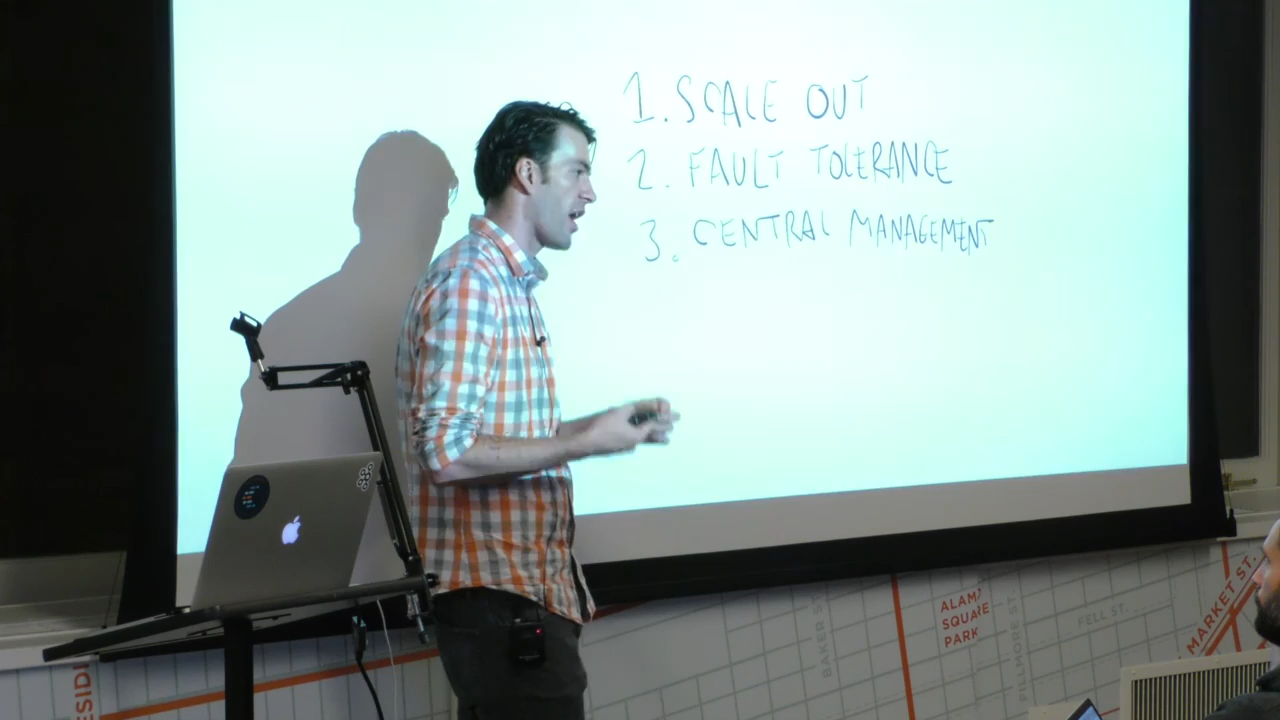 1. SCALE OUT
2. FAULT TOLERANCE
3. CENTRAL MANAGEMENT
ALAMO SQUARE PARK
BAKER ST.
FILLMORE ST.
FELL ST.
MARKET ST.
ESIDI